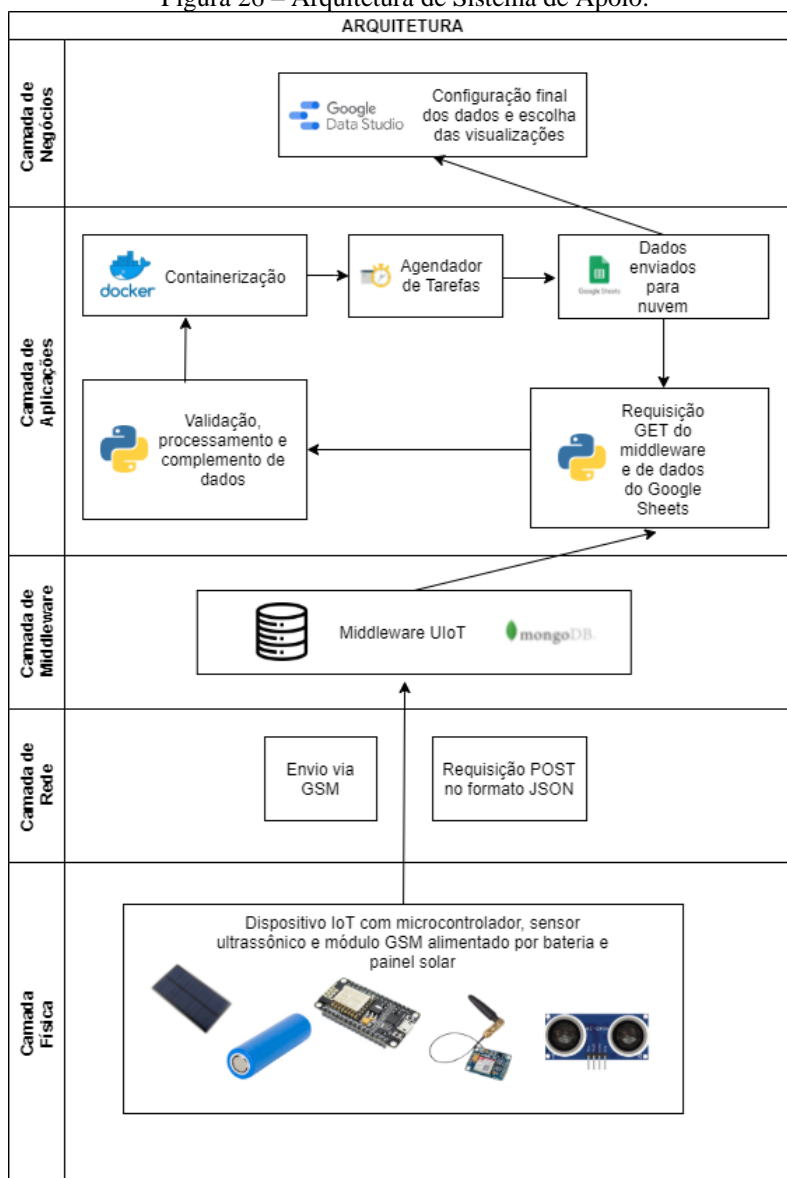 Figura 26 – Arquitetura de Sistema de Apoio.
ARQUITETURA
Camada de
Negócios
Google
Data Studio
Configuração final
dos dados e escolha
das visualizações
Camada de
Aplicações
docker
Containerização
Agendador
de Tarefas
Google Sheets
Dados
enviados
para
nuvem
Validação,
processamento e
complemento de
dados
Requisição
GET do
middleware
e de dados
do Google
Sheets
Camada de
Middleware
Middleware UIoT
mongoDB.
Camada de
Rede
Envio via
GSM
Requisição POST
no formato JSON
Camada
Física
Dispositivo IoT com microcontrolador, sensor
ultrassônico e módulo GSM alimentado por bateria e
painel solar